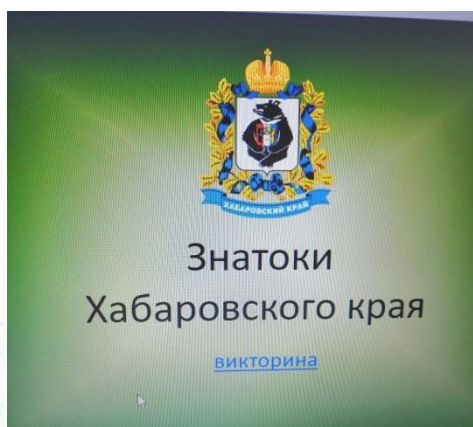 ХАБАРОВСКИЙ КРАЙ
Знатоки
Хабаровского края
викторина